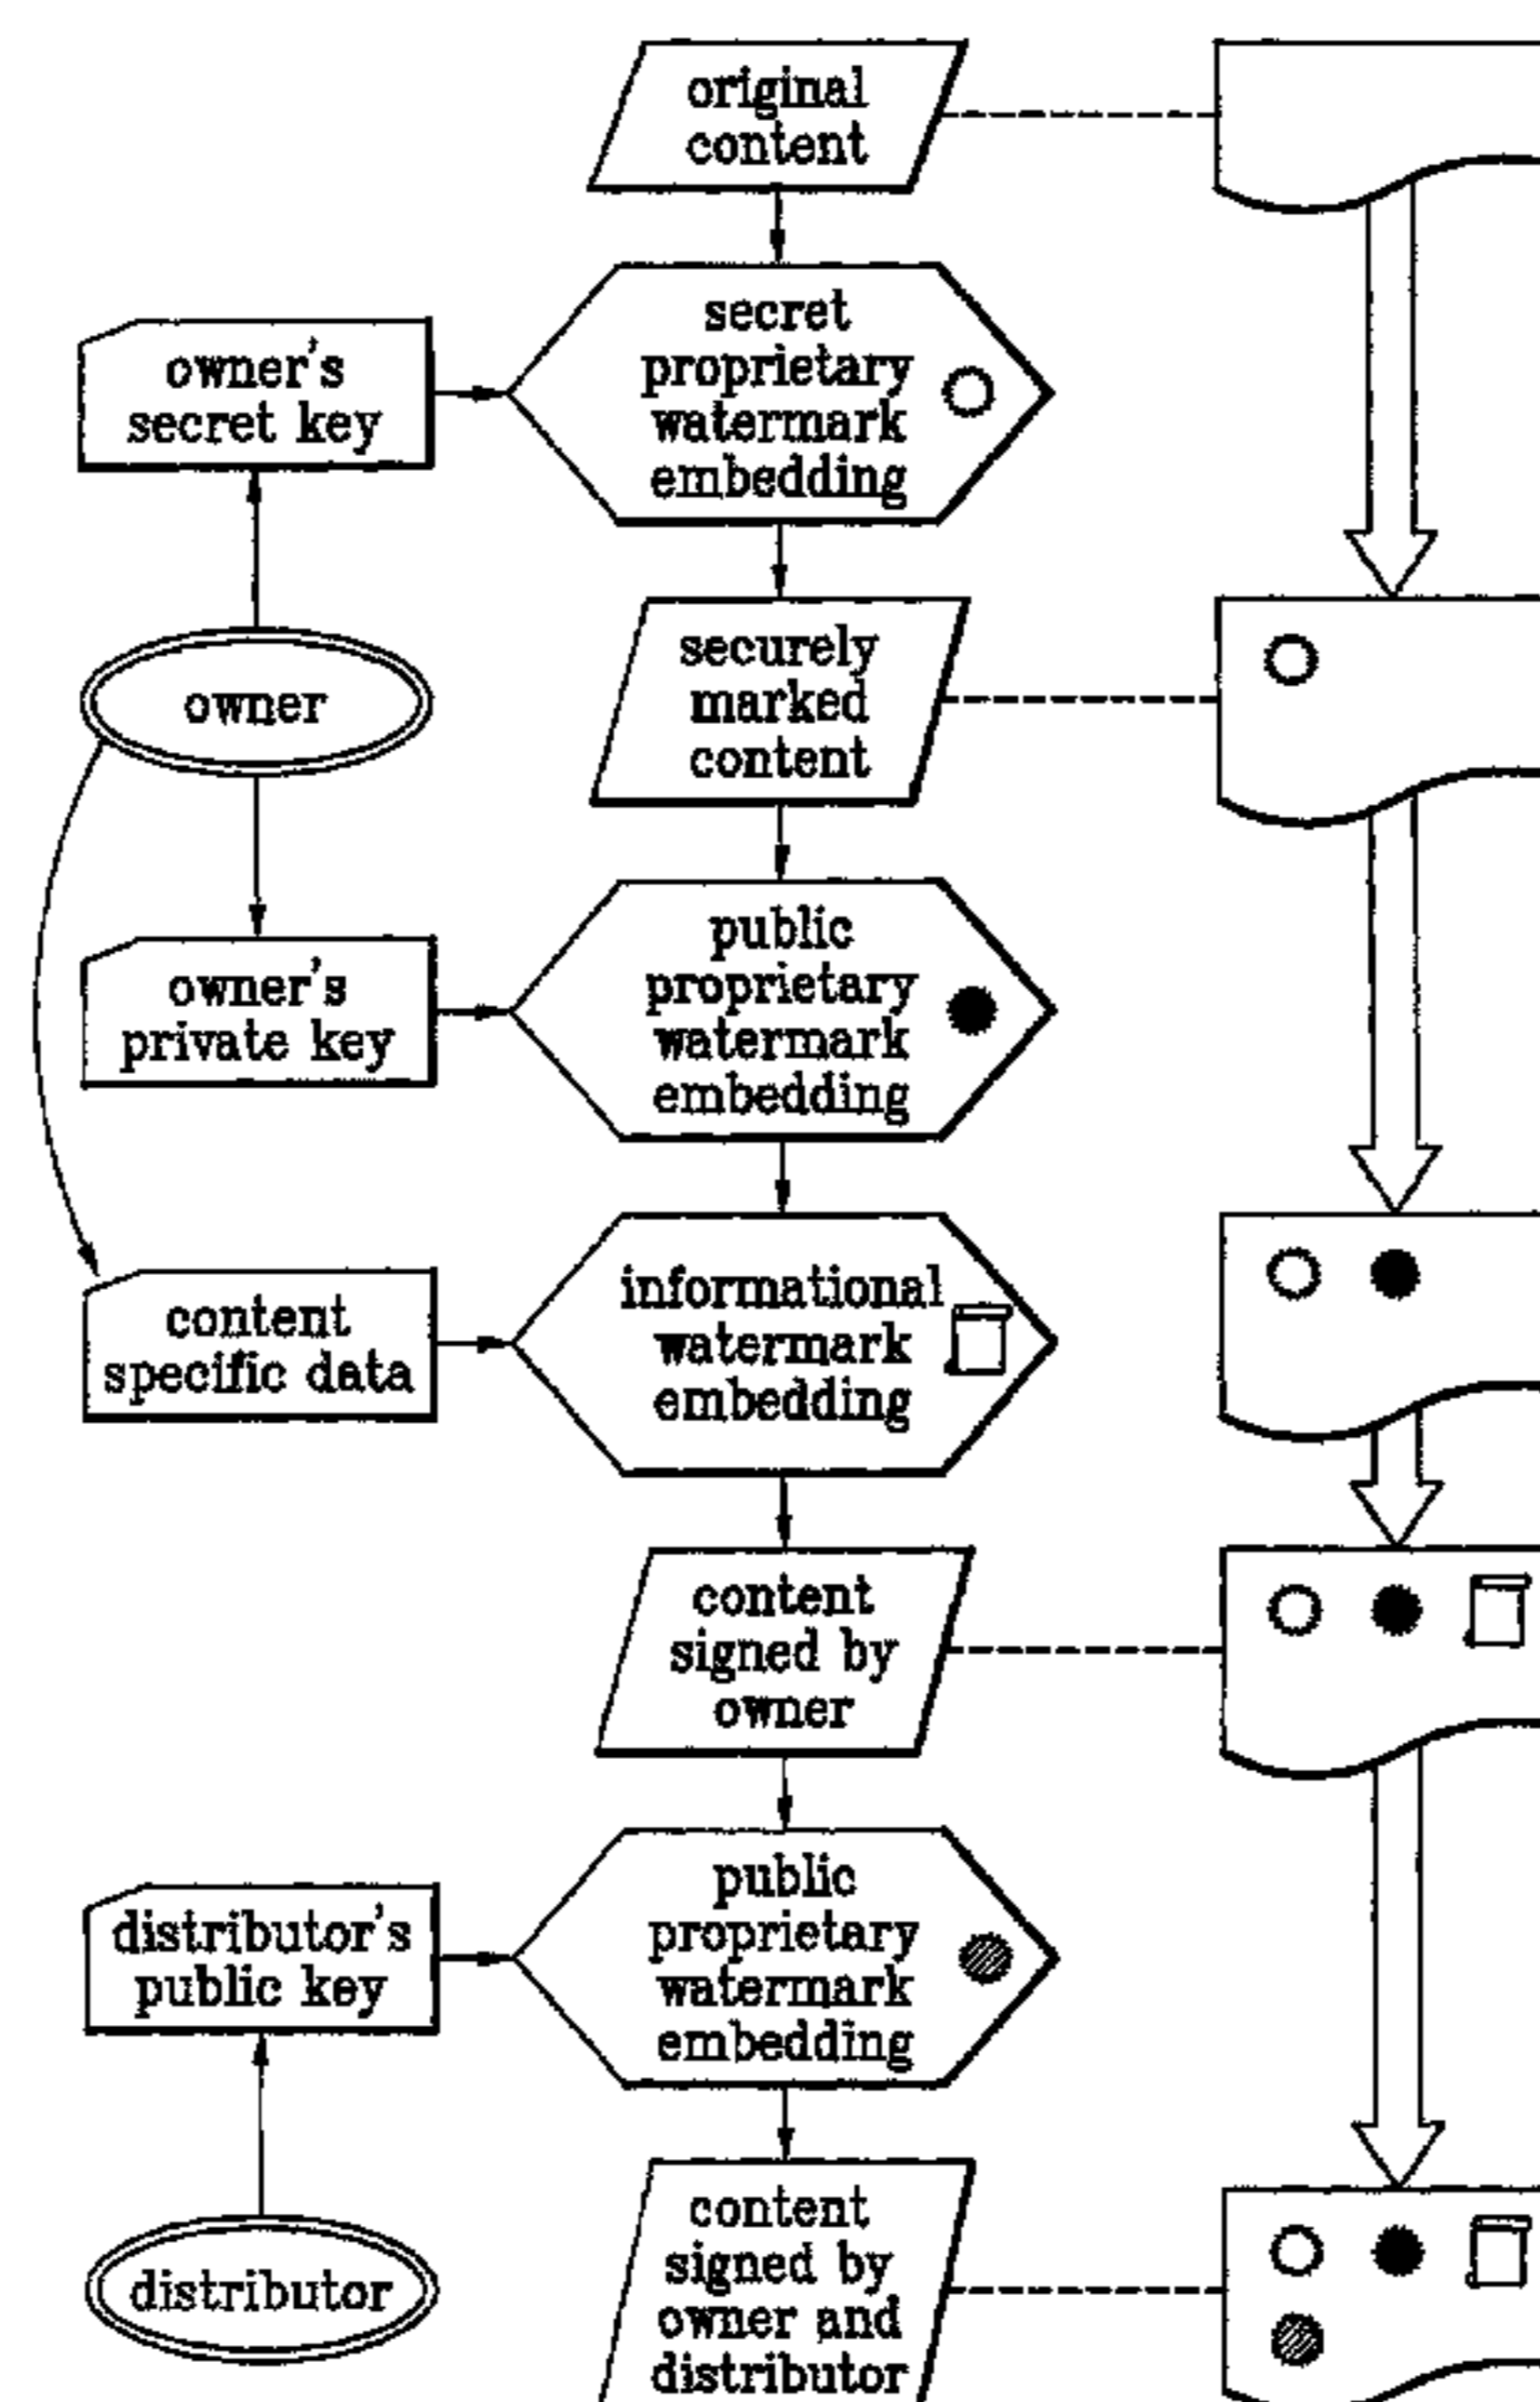 original
content
secret
proprietary
watermark
embedding
owner's
secret key
securely
marked
content
owner
public
proprietary
watermark
embedding
owner's
private key
informational
watermark
embedding
content
specific data
content
signed by
owner
public
proprietary
watermark
embedding
distributor's
public key
content
signed by
owner and
distributor
distributor